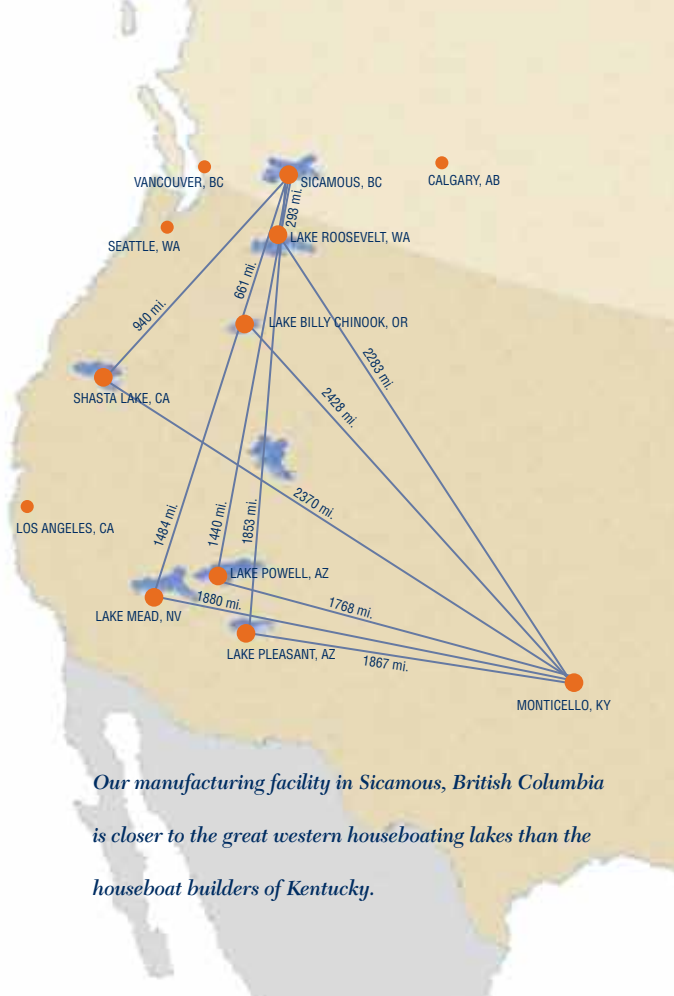 VANCOUVER, BC
SICAMOUS, BC
CALGARY, AB
293 mi.
SEATTLE, WA
LAKE ROOSEVELT, WA
661 mi.
940 mi.
LAKE BILLY CHINOOK, OR
2283 mi.
SHASTA LAKE, CA
2428 mi.
2370 mi.
LOS ANGELES, CA
1484 mi.
1440 mi.
1853 mi.
LAKE POWELL, AZ
1880 mi.
1768 mi.
LAKE MEAD, NV
LAKE PLEASANT, AZ
1867 mi.
MONTICELLO, KY
Our manufacturing facility in Sicamous, British Columbia
is closer to the great western houseboating lakes than the
houseboat builders of Kentucky.